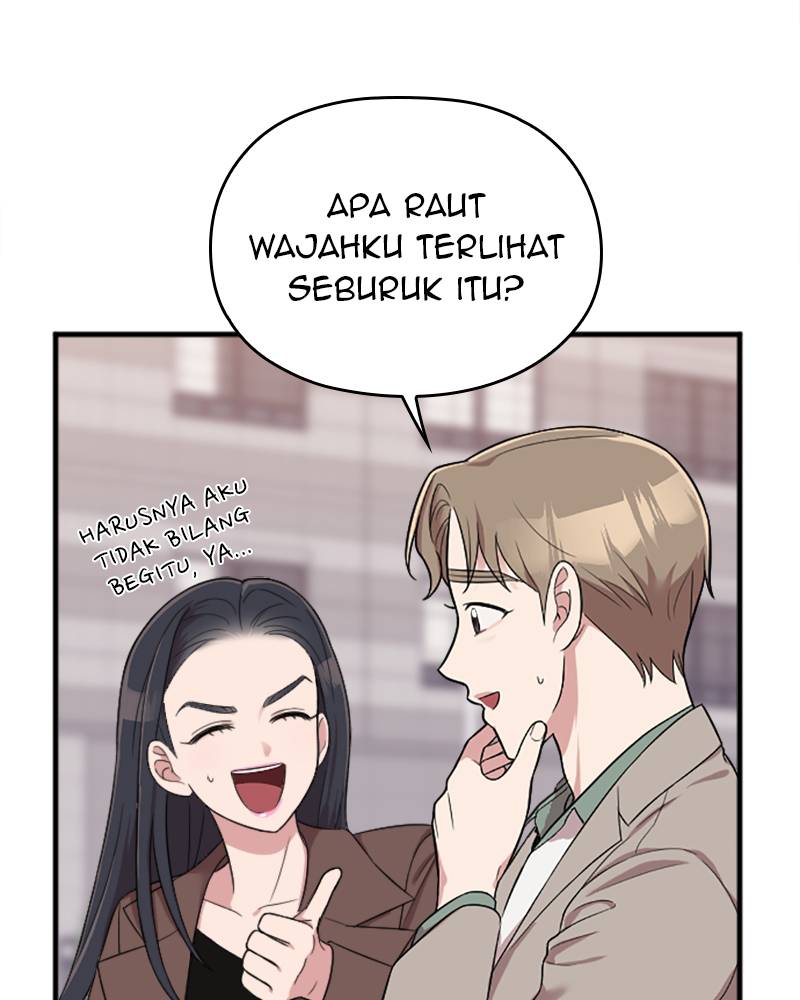 APA RAUT
WAJAHKU TERLIHAT
SEBURUK ITU?
HARUSNYA AKU
TIDAK BILANG
BEGITU, YA...